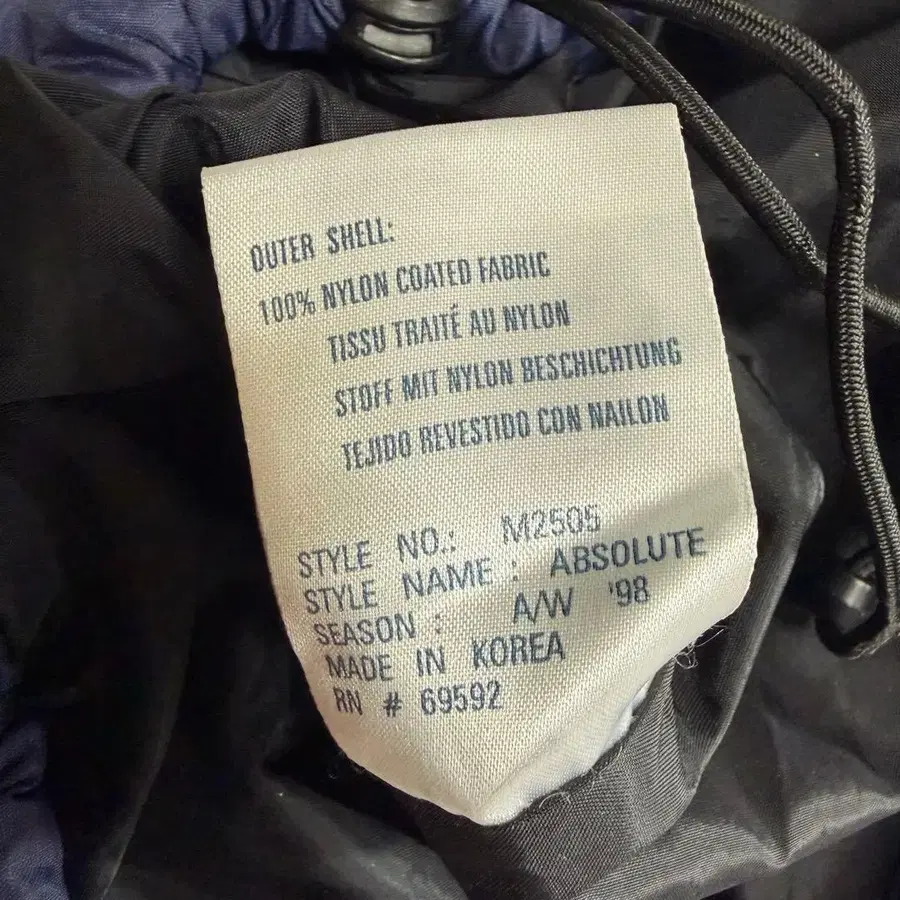 OUTER SHELL:
100% NYLON COATED FABRIC
TISSU TRAITÉ AU NYLON
STOFF MIT NYLON BESCHICHTUNG
TEJIDO REVESTIDO CON NAILON
STYLE NO.: M2505
STYLE NAME : ABSOLUTE
SEASON : A/W '98
MADE IN KOREA
RN # 69592